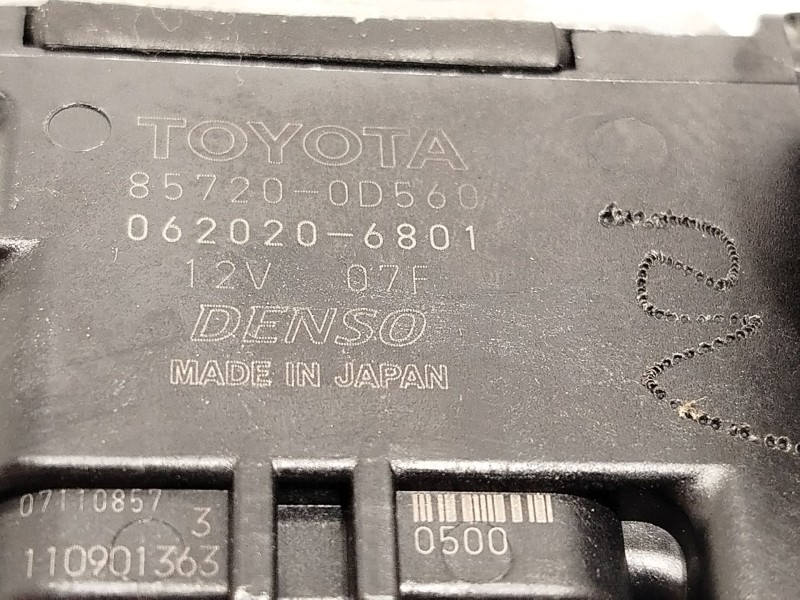 TOYOTA
85720-0D560
062020-6801
12V 07F
DENSO
MADE IN JAPAN
07110857
3
110901363
0500